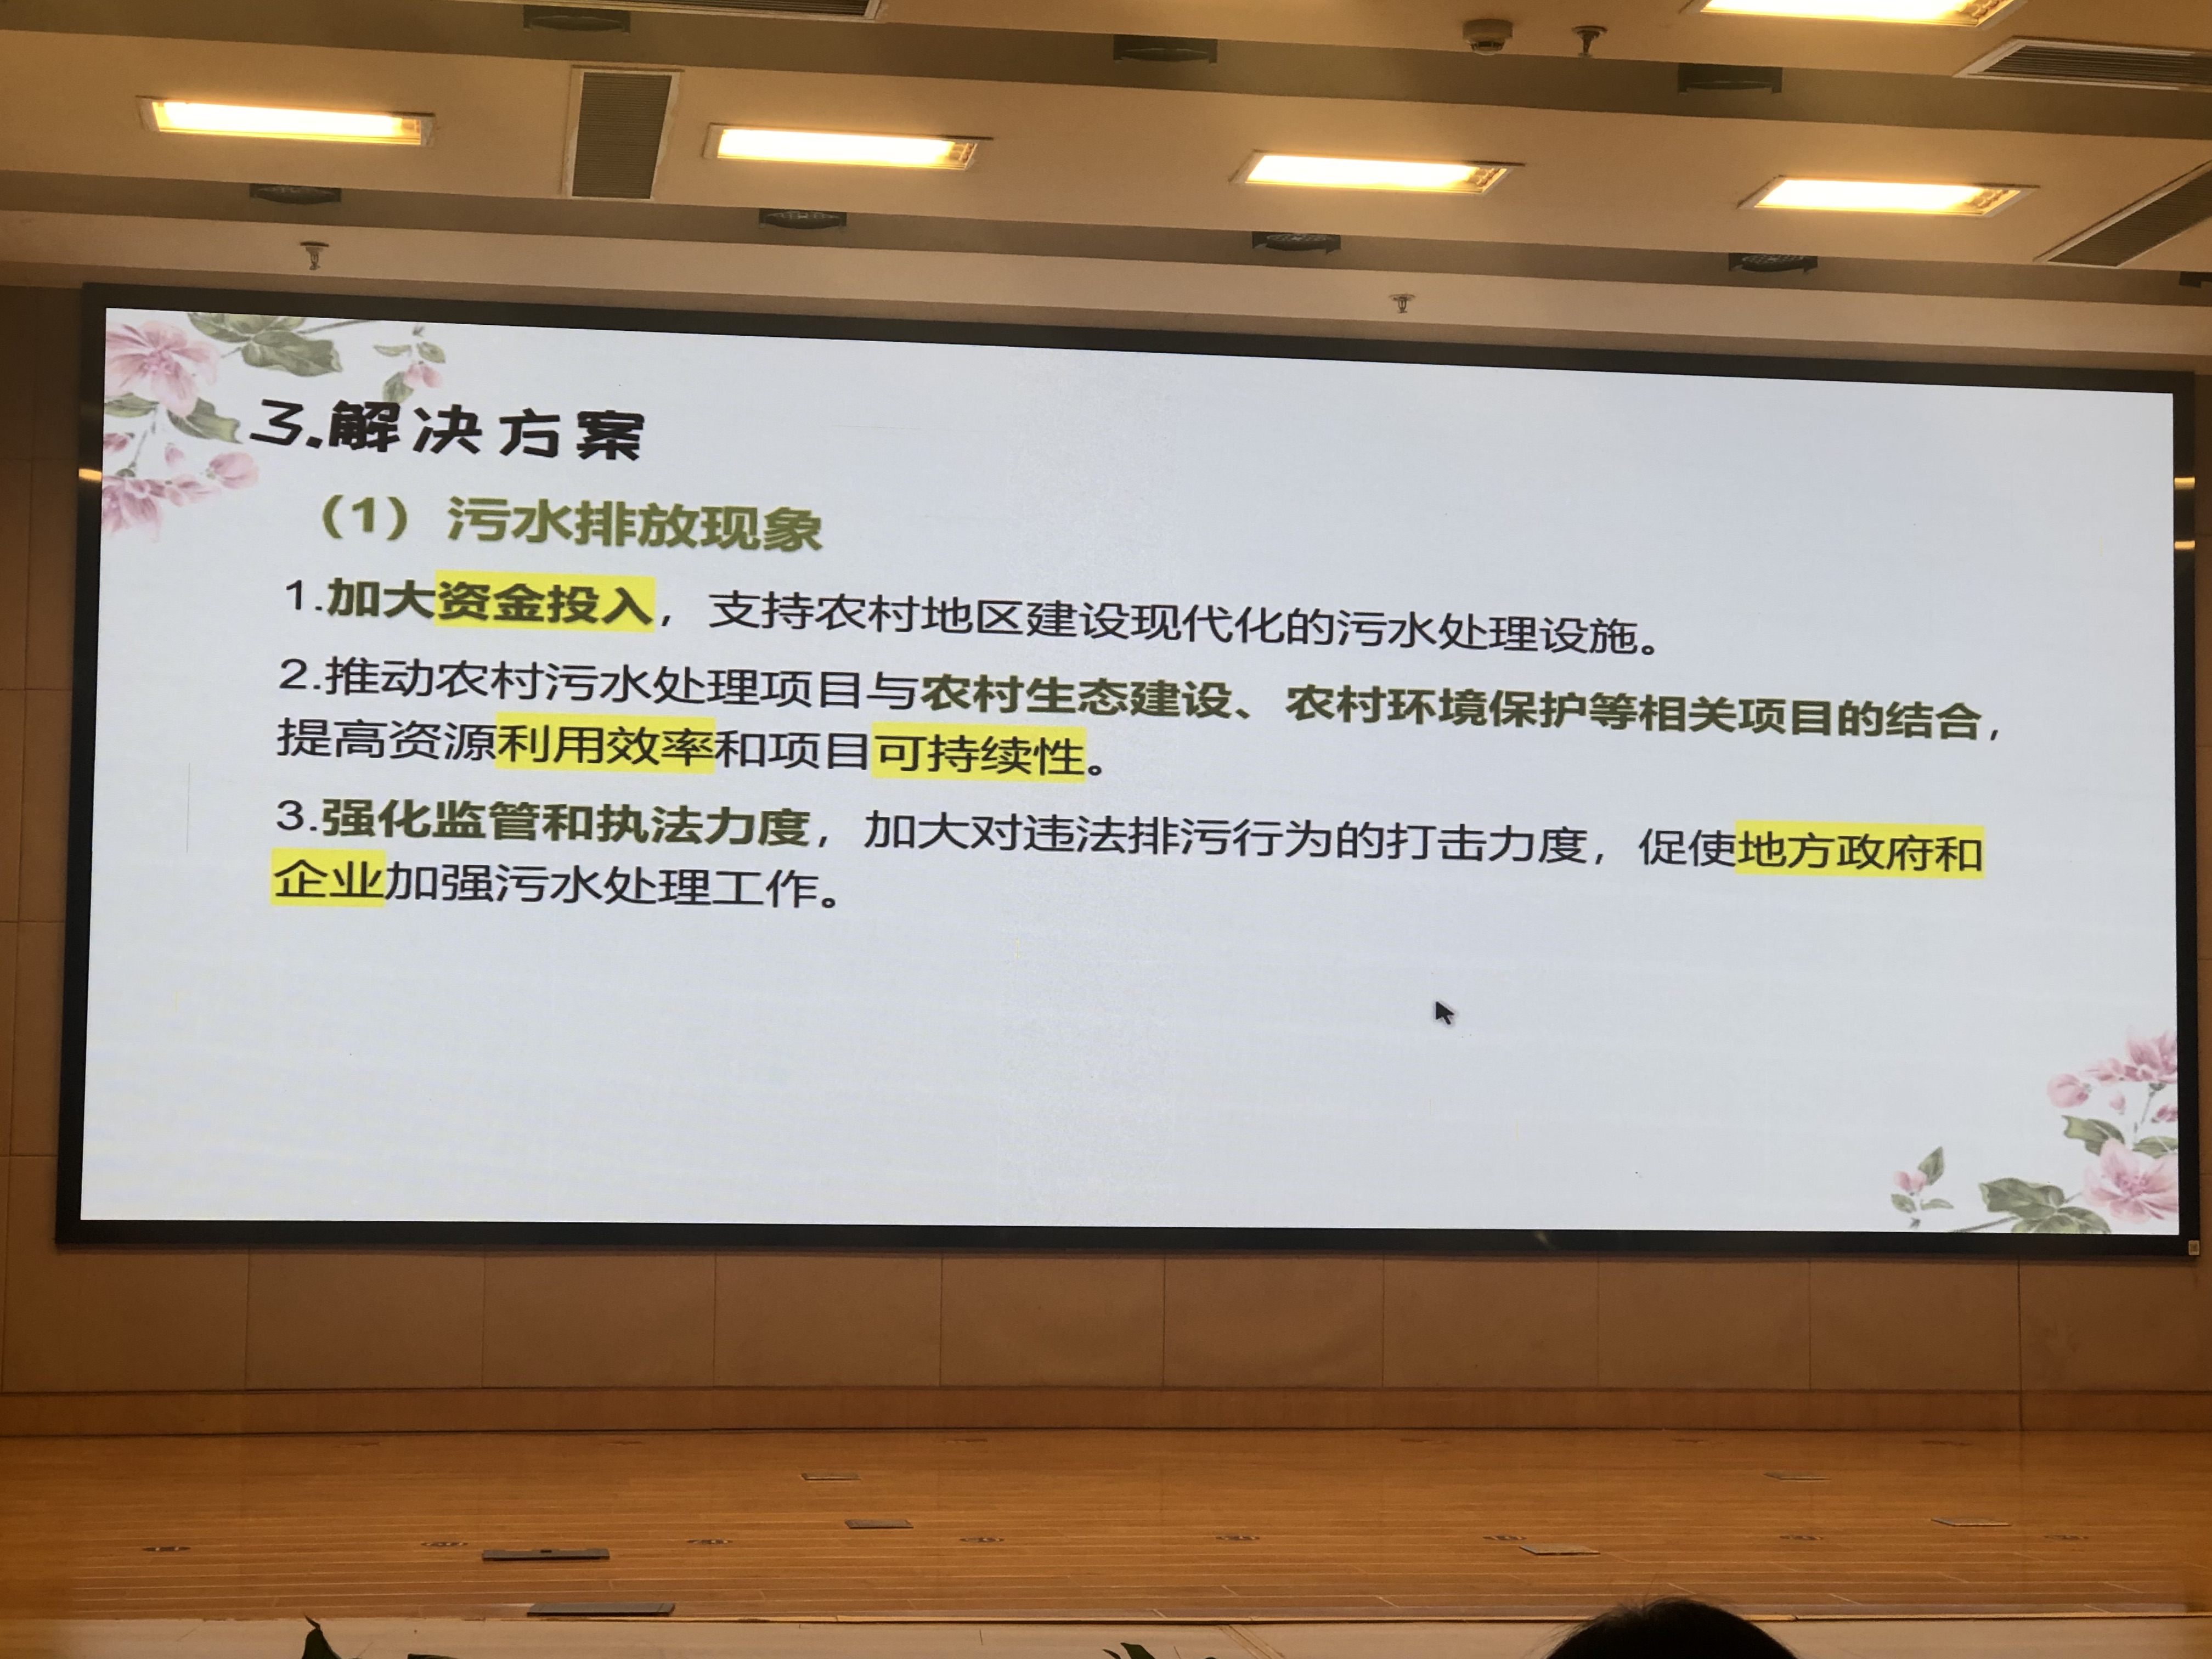 3.解决方案
（1）污水排放现象
1.加大资金投入，支持农村地区建设现代化的污水处理设施。
2.推动农村污水处理项目与农村生态建设、农村环境保护等相关项目的结合，
提高资源利用效率和项目可持续性。
3.强化监管和执法力度，加大对违法排污行为的打击力度，促使地方政府和
企业加强污水处理工作。